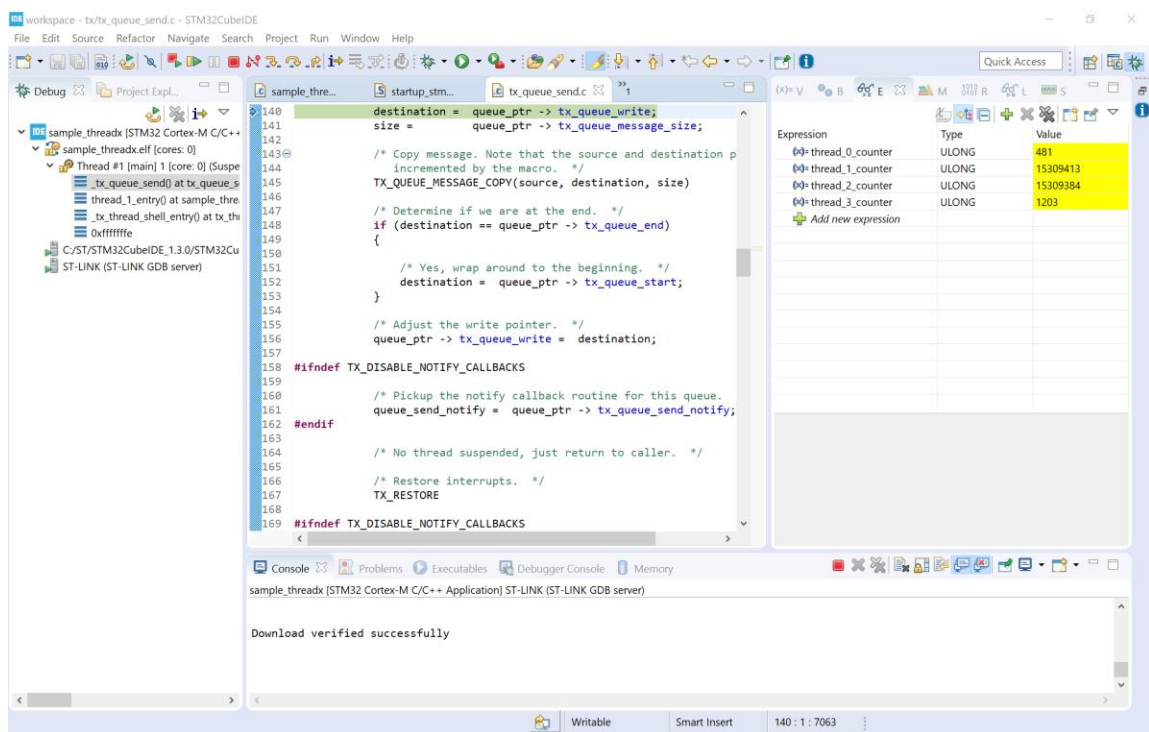 IDE workspace - tx/tx_queue_send.c - STM32CubeIDE
File Edit Source Refactor Navigate Search Project Run Window Help
Quick Access
Debug Project Expl...
sample_threadx [STM32 Cortex-M C/C++
sample_threadx.elf [cores: 0]
Thread #1 [main] 1 [core: 0] (Suspe
_tx_queue_send() at tx_queue_s
thread_1_entry() at sample_thre
_tx_thread_shell_entry() at tx_thr
0xfffffffe
C:/ST/STM32CubeIDE_1.3.0/STM32Cu
ST-LINK (ST-LINK GDB server)
sample_thre... startup_stm... tx_queue_send.c »1
140 destination = queue_ptr -> tx_queue_write;
141 size = queue_ptr -> tx_queue_message_size;
142
143 /* Copy message. Note that the source and destination p
144 incremented by the macro. */
145 TX_QUEUE_MESSAGE_COPY(source, destination, size)
146
147 /* Determine if we are at the end. */
148 if (destination == queue_ptr -> tx_queue_end)
149 {
150
151 /* Yes, wrap around to the beginning. */
152 destination = queue_ptr -> tx_queue_start;
153 }
154
155 /* Adjust the write pointer. */
156 queue_ptr -> tx_queue_write = destination;
157
158 #ifndef TX_DISABLE_NOTIFY_CALLBACKS
159
160 /* Pickup the notify callback routine for this queue.
161 queue_send_notify = queue_ptr -> tx_queue_send_notify;
162 #endif
163
164 /* No thread suspended, just return to caller. */
165
166 /* Restore interrupts. */
167 TX_RESTORE
168
169 #ifndef TX_DISABLE_NOTIFY_CALLBACKS
(x)= V B E M R L S
Expression Type Value
(x)= thread_0_counter ULONG 481
(x)= thread_1_counter ULONG 15309413
(x)= thread_2_counter ULONG 15309384
(x)= thread_3_counter ULONG 1203
Add new expression
Console Problems Executables Debugger Console Memory
sample_threadx [STM32 Cortex-M C/C++ Application] ST-LINK (ST-LINK GDB server)
Download verified successfully
Writable Smart Insert 140 : 1 : 7063